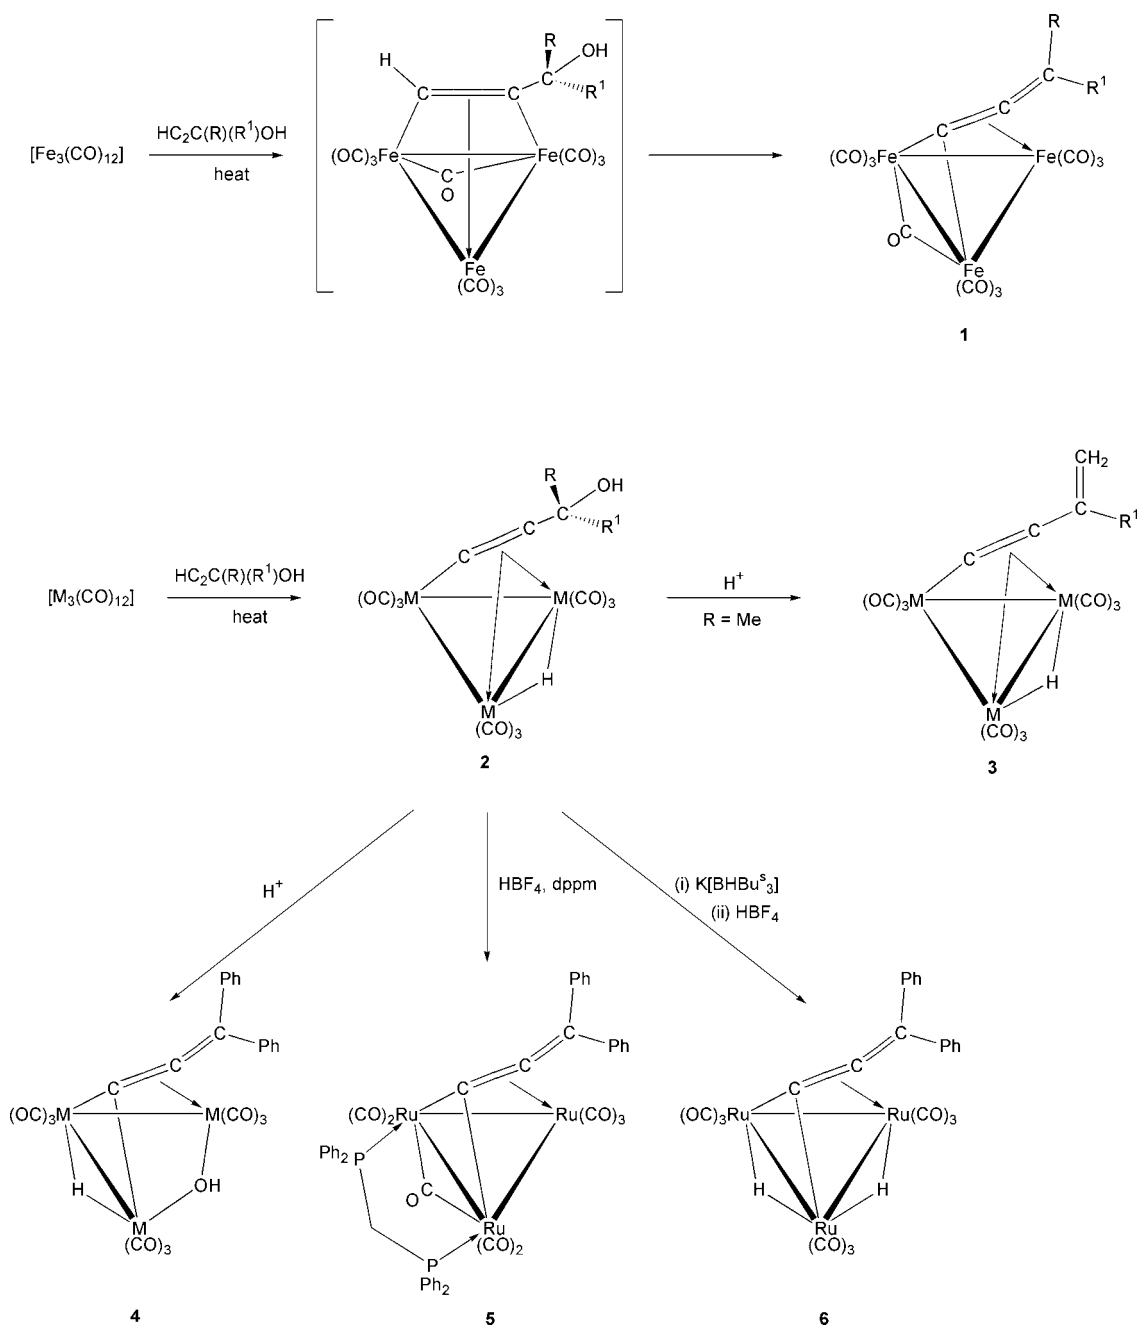 R
OH
H
C
R¹
C
C
[Fe₃(CO)₁₂]
HC₂C(R)(R¹)OH
heat
(OC)₃Fe
Fe(CO)₃
C
O
Fe
(CO)₃
R
C
R¹
C
C
(CO)₃Fe
Fe(CO)₃
OC
Fe
(CO)₃
1
R
OH
C
R¹
C
C
[M₃(CO)₁₂]
HC₂C(R)(R¹)OH
heat
(OC)₃M
M(CO)₃
H
M
(CO)₃
2
H⁺
R = Me
CH₂
C
R¹
C
C
(OC)₃M
M(CO)₃
H
M
(CO)₃
3
H⁺
HBF₄, dppm
(i) K[BHBuˢ₃]
(ii) HBF₄
Ph
C
Ph
C
C
(OC)₃M
M(CO)₃
H
OH
M
(CO)₃
4
Ph
C
Ph
C
C
(CO)₂Ru
Ru(CO)₃
Ph₂P
OC
Ru
(CO)₂
P
Ph₂
5
Ph
C
Ph
C
C
(OC)₃Ru
Ru(CO)₃
H
H
Ru
(CO)₃
6